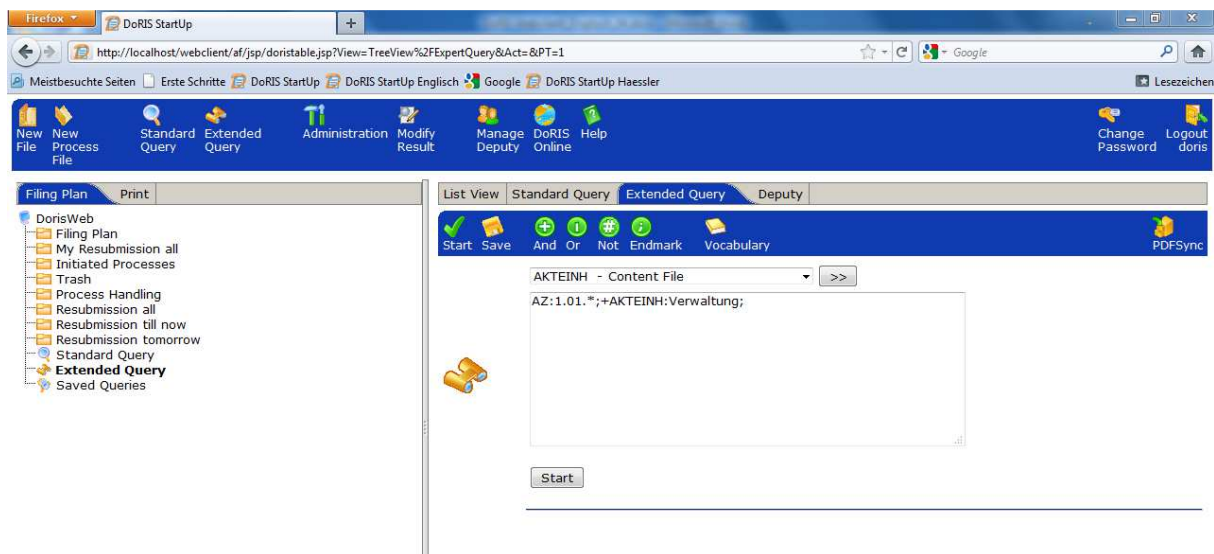 Firefox
DoRIS StartUp
+
http://localhost/webclient/af/jsp/doristable.jsp?View=TreeView%2FExpertQuery&Act=&PT=1
Google
Meistbesuchte Seiten Erste Schritte DoRIS StartUp DoRIS StartUp Englisch Google DoRIS StartUp Haessler Lesezeichen
New File
New Process File
Standard Query
Extended Query
Administration
Modify Result
Manage Deputy
DoRIS Online
Help
Change Password
Logout doris
Filing Plan Print
DorisWeb
Filing Plan
My Resubmission all
Initiated Processes
Trash
Process Handling
Resubmission all
Resubmission till now
Resubmission tomorrow
Standard Query
Extended Query
Saved Queries
List View Standard Query Extended Query Deputy
Start Save And Or Not Endmark Vocabulary PDFSync
AKTEINH - Content File >>
AZ:1.01.*;+AKTEINH:Verwaltung;
Start